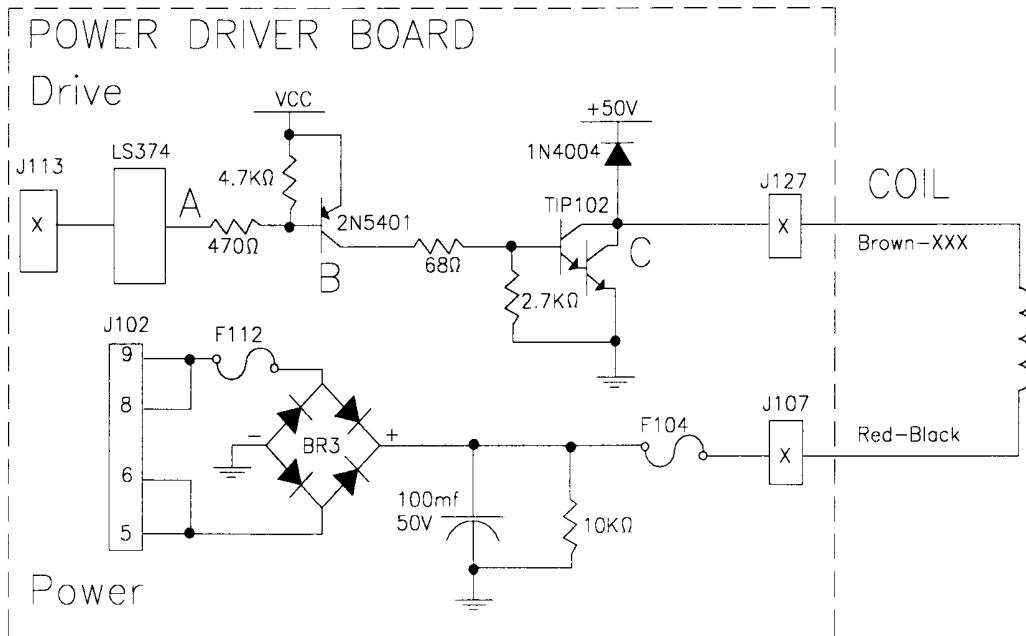 POWER DRIVER BOARD
Drive
VCC
+50V
J113
LS374
4.7KΩ
1N4004
J127
COIL
X
A
2N5401
TIP102
X
470Ω
B
68Ω
C
Brown-XXX
2.7KΩ
J102
F112
9
8
- BR3 +
F104
J107
X
Red-Black
6
5
100mf
50V
10KΩ
Power